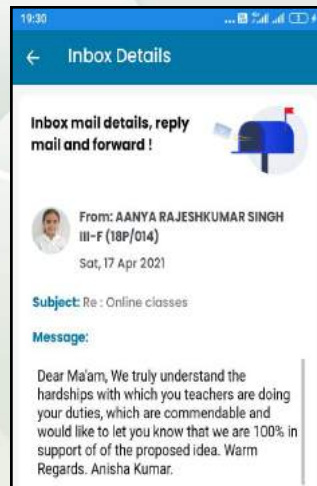 19:30
Inbox Details
Inbox mail details, reply
mail and forward !
From: AANYA RAJESHKUMAR SINGH
III-F (18P/014)
Sat, 17 Apr 2021
Subject: Re : Online classes
Message:
Dear Ma'am, We truly understand the
hardships with which you teachers are doing
your duties, which are commendable and
would like to let you know that we are 100% in
support of of the proposed idea. Warm
Regards. Anisha Kumar.